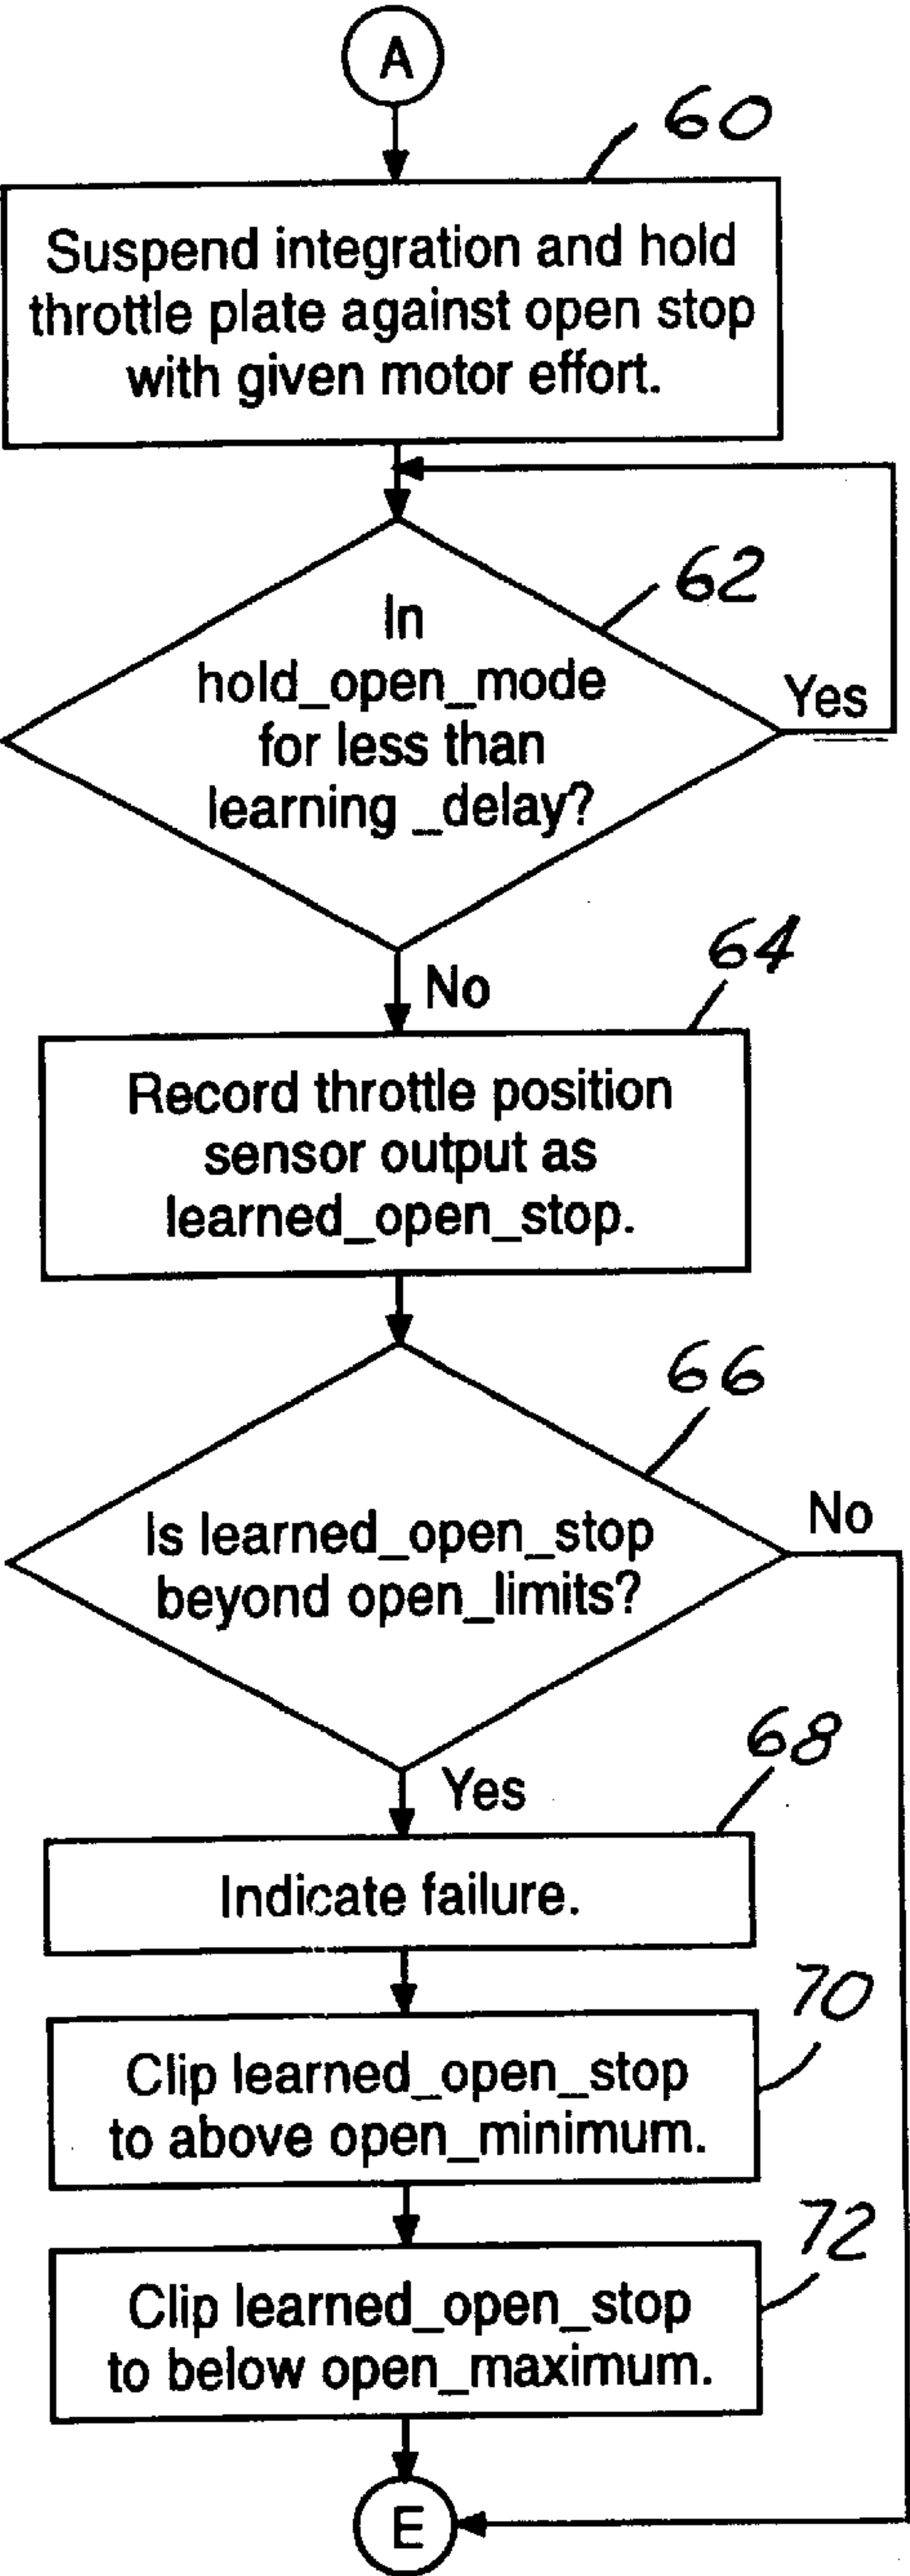 A
60
Suspend integration and hold
throttle plate against open stop
with given motor effort.
62
In
hold_open_mode
for less than
learning _delay?
Yes
No
64
Record throttle position
sensor output as
learned_open_stop.
66
Is learned_open_stop
beyond open_limits?
No
Yes
68
Indicate failure.
70
Clip learned_open_stop
to above open_minimum.
72
Clip learned_open_stop
to below open_maximum.
E